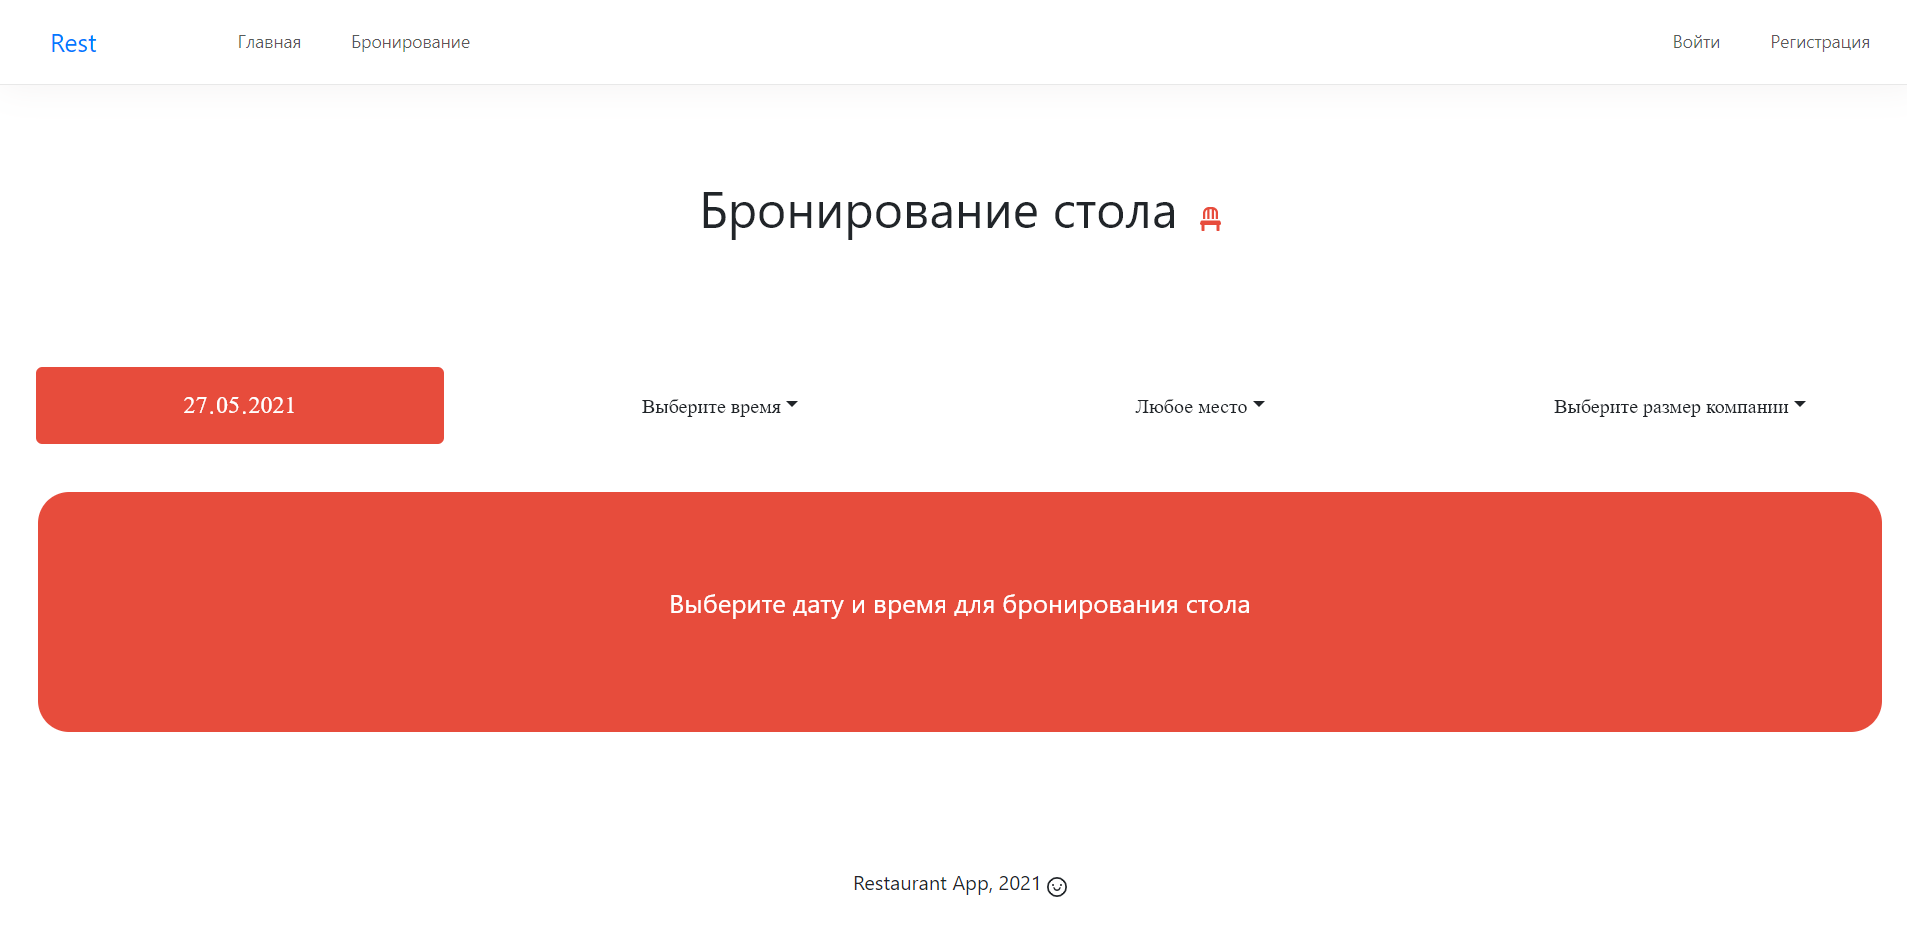 Rest
Главная
Бронирование
Войти
Регистрация
Бронирование стола
27.05.2021
Выберите время
Любое место
Выберите размер компании
Выберите дату и время для бронирования стола
Restaurant App, 2021